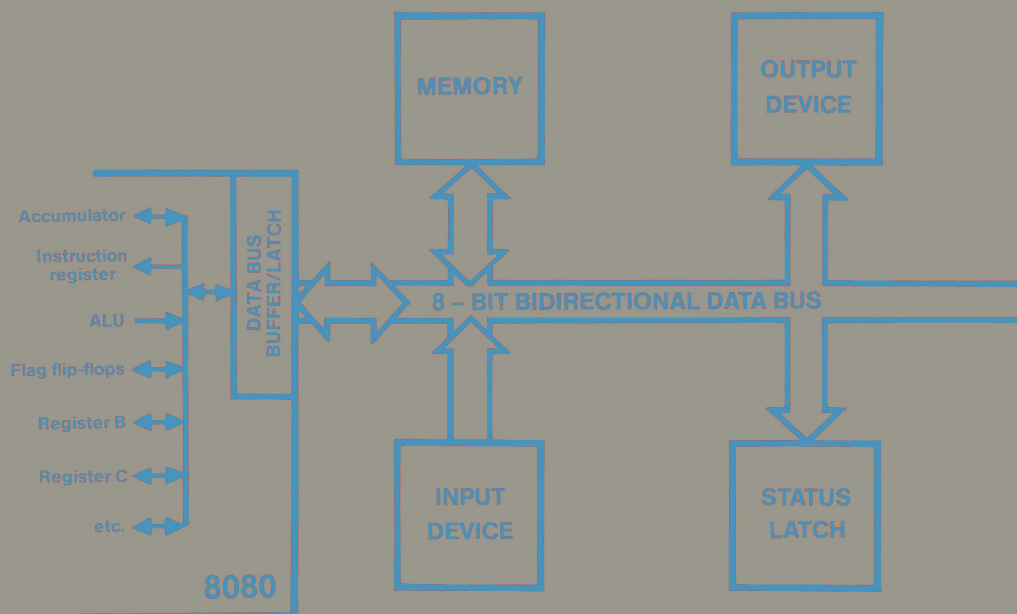 MEMORY
OUTPUT
DEVICE
Accumulator
Instruction
register
ALU
Flag flip-flops
Register B
Register C
etc.
DATA BUS
BUFFER/LATCH
8 – BIT BIDIRECTIONAL DATA BUS
INPUT
DEVICE
STATUS
LATCH
8080